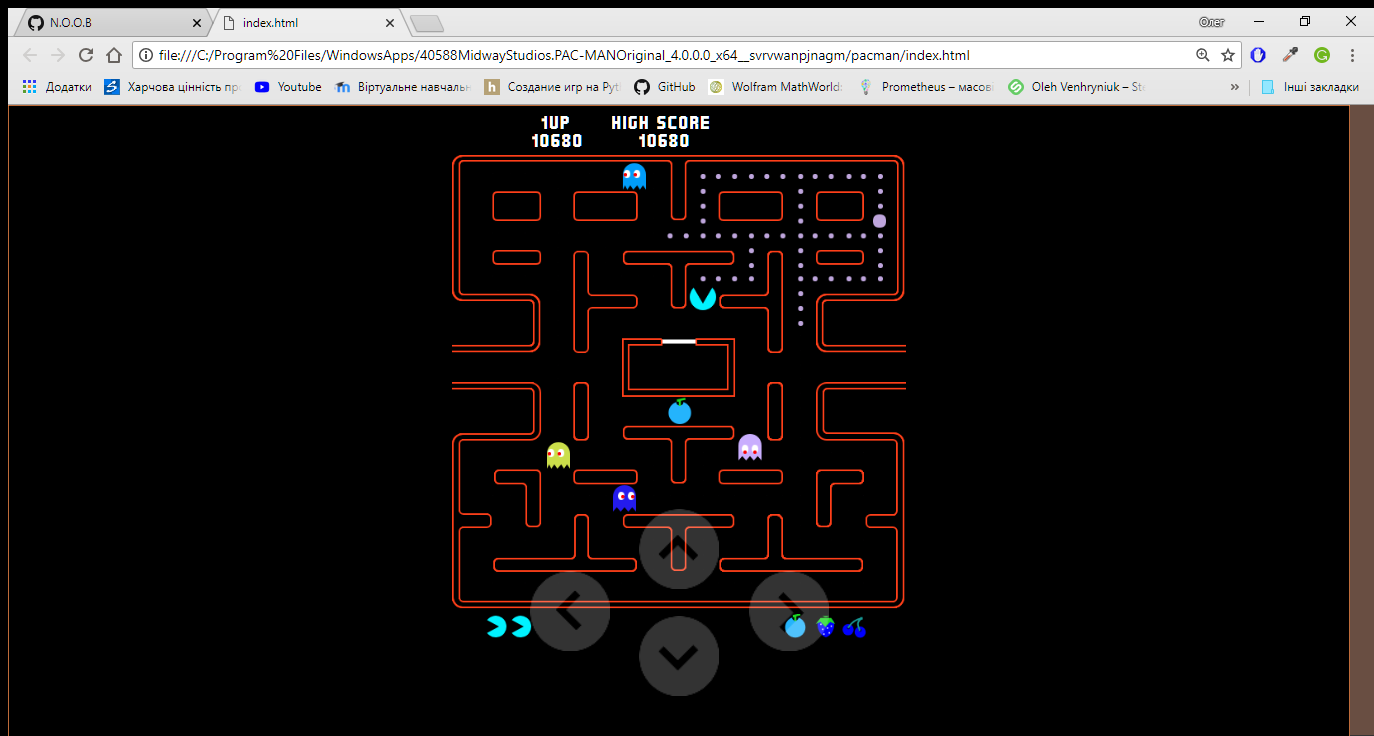 N.O.O.B
index.html
Олег
file:///C:/Program%20Files/WindowsApps/40588MidwayStudios.PAC-MANOriginal_4.0.0.0_x64__svrvwanpjnagm/pacman/index.html
Додатки
Харчова цінність пр
Youtube
Віртуальне навчаль
Создание игр на Pyt
GitHub
Wolfram MathWorld:
Prometheus – масові
Oleh Venhryniuk – St
Інші закладки
1UP HIGH SCORE
10680 10680